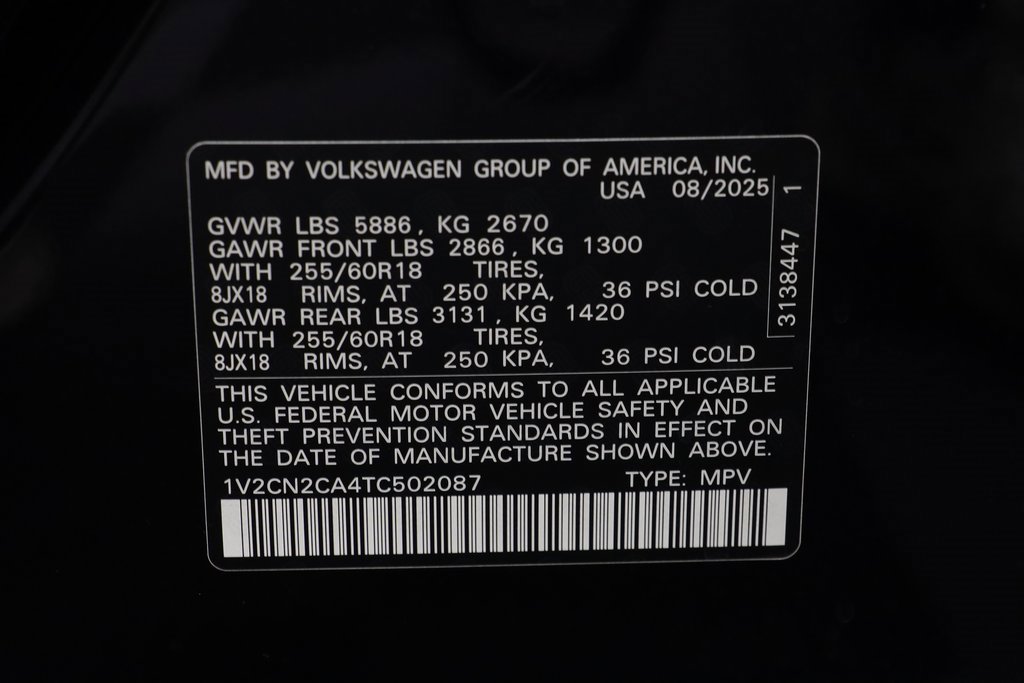 MFD BY VOLKSWAGEN GROUP OF AMERICA, INC.
USA 08/2025
GVWR LBS 5886, KG 2670
GAWR FRONT LBS 2866, KG 1300
WITH 255/60R18 TIRES,
8JX18 RIMS, AT 250 KPA, 36 PSI COLD
GAWR REAR LBS 3131, KG 1420
WITH 255/60R18 TIRES,
8JX18 RIMS, AT 250 KPA, 36 PSI COLD
3138447 1
THIS VEHICLE CONFORMS TO ALL APPLICABLE
U.S. FEDERAL MOTOR VEHICLE SAFETY AND
THEFT PREVENTION STANDARDS IN EFFECT ON
THE DATE OF MANUFACTURE SHOWN ABOVE.
1V2CN2CA4TC502087 TYPE: MPV